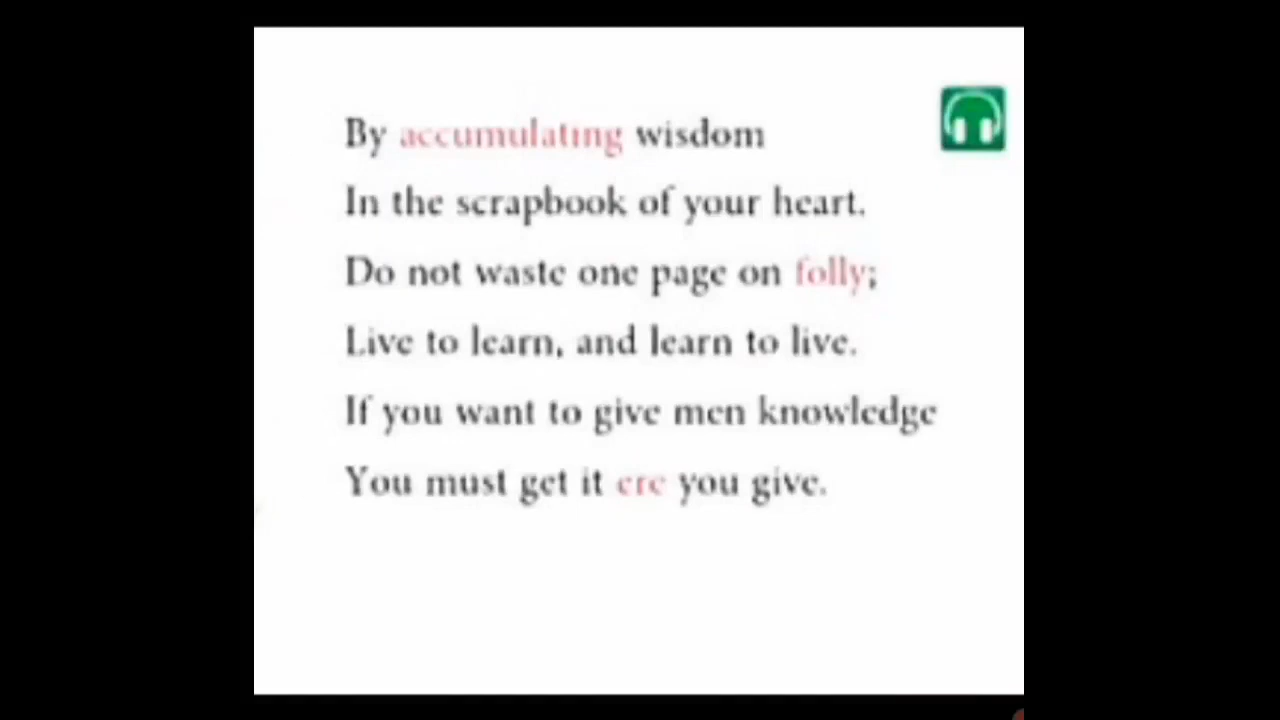 By accumulating wisdom
In the scrapbook of your heart.
Do not waste one page on folly;
Live to learn, and learn to live.
If you want to give men knowledge
You must get it ere you give.